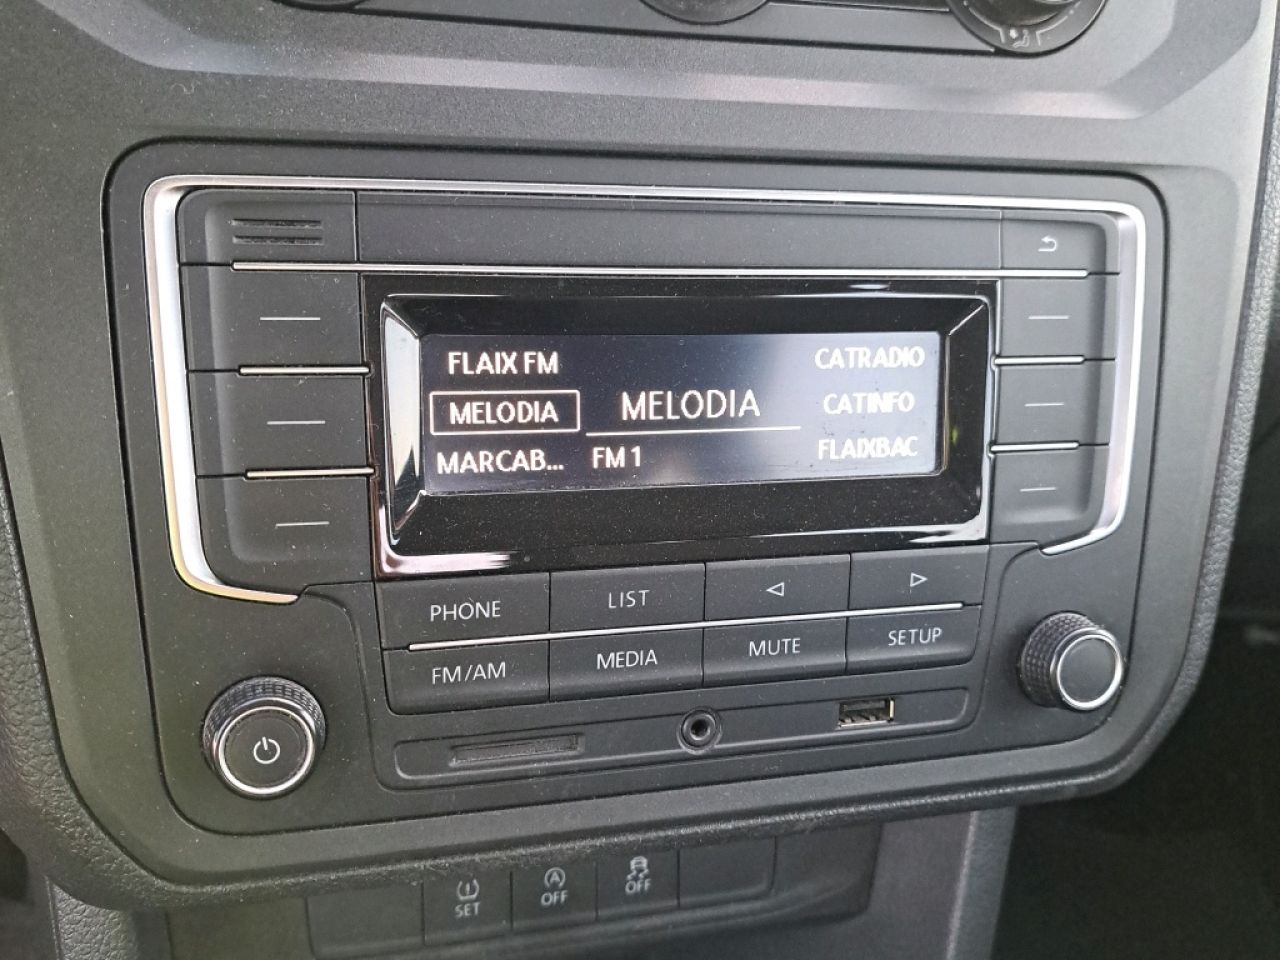 FLAIX FM
CATRADIO
MELODIA
MELODIA
CATINFO
MARCAB...
FM 1
FLAIXBAC
PHONE
LIST
FM/AM
MEDIA
MUTE
SETUP
SET
A
OFF
OFF